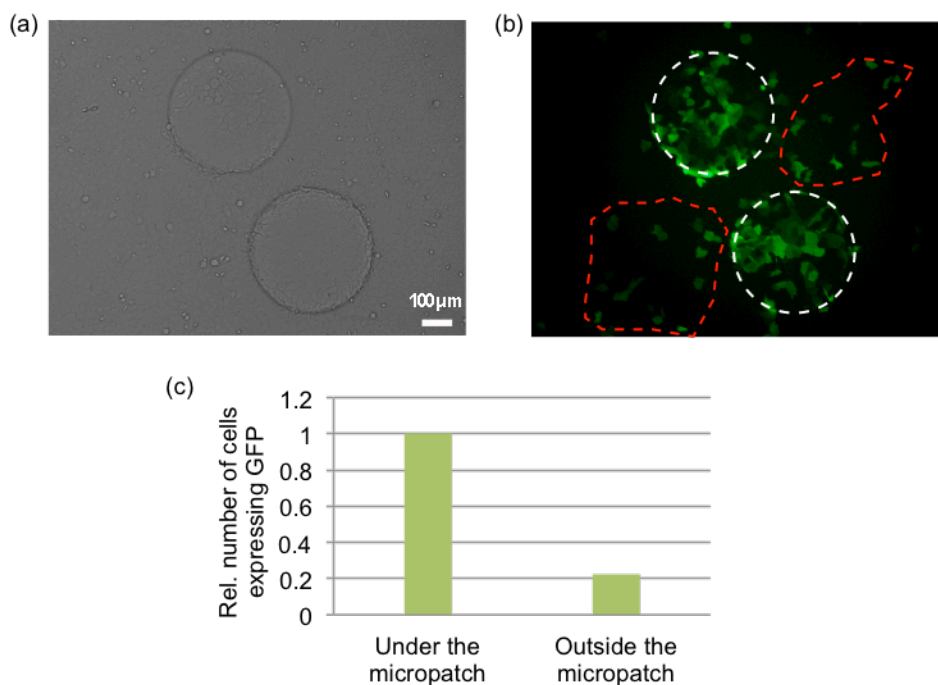 (a)
(b)
100µm
(c)
Rel. number of cells
expressing GFP
1.2
1
0.8
0.6
0.4
0.2
0
Under the
micropatch
Outside the
micropatch